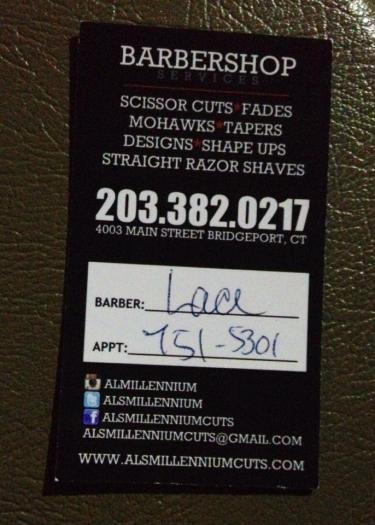 BARBERSHOP
SERVICES
SCISSOR CUTS*FADES
MOHAWKS*TAPERS
DESIGNS*SHAPE UPS
STRAIGHT RAZOR SHAVES
203.382.0217
4003 MAIN STREET BRIDGEPORT, CT
BARBER: Lace
APPT: 751-5301
ALMILLENNIUM
ALSMILLENNIUM
ALSMILLENNIUMCUTS
ALSMILLENNIUMCUTS@GMAIL.COM
WWW.ALSMILLENNIUMCUTS.COM